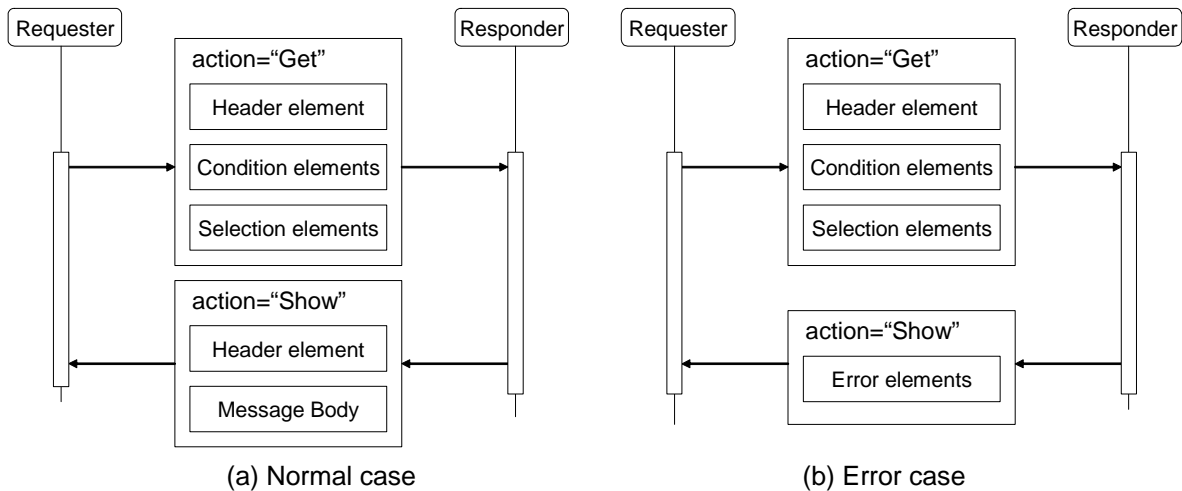 Requester
Responder
action=“Get”
Header element
Condition elements
Selection elements
action=“Show”
Header element
Message Body
(a) Normal case
Requester
Responder
action=“Get”
Header element
Condition elements
Selection elements
action=“Show”
Error elements
(b) Error case